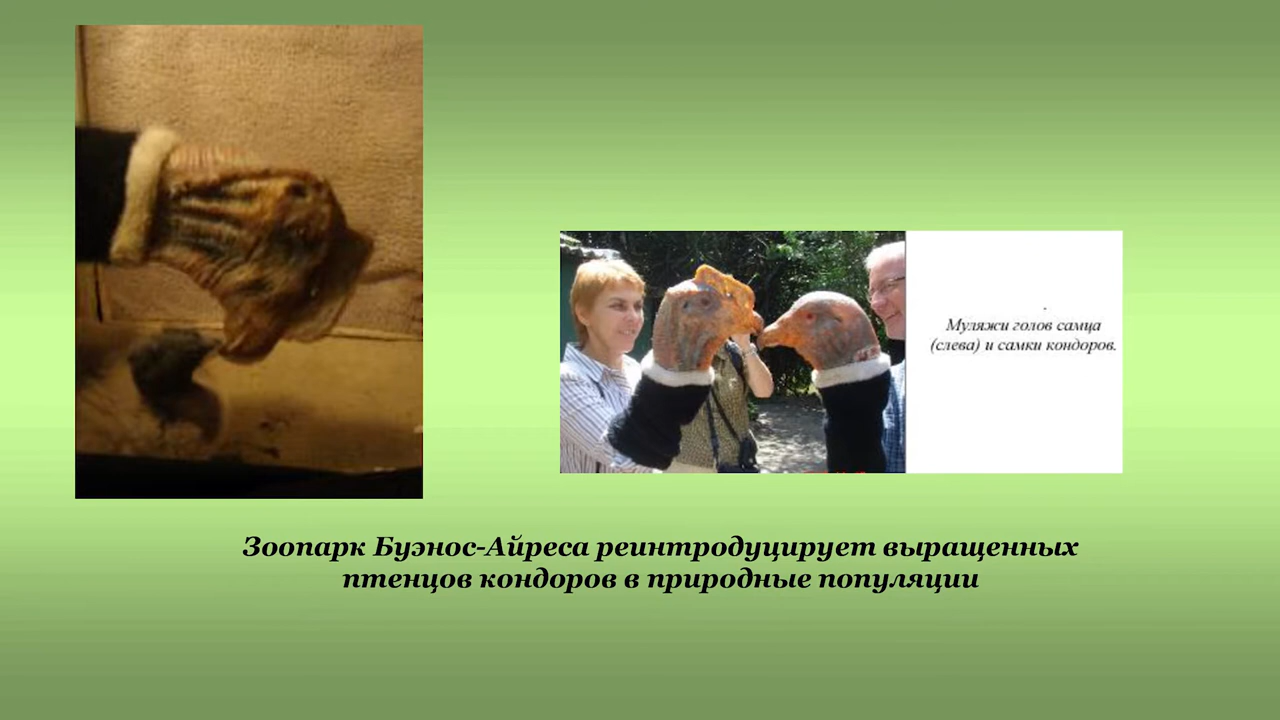 Муляжи голов самца
(слева) и самки кондоров.
Зоопарк Буэнос-Айреса реинтродуцирует выращенных
птенцов кондоров в природные популяции